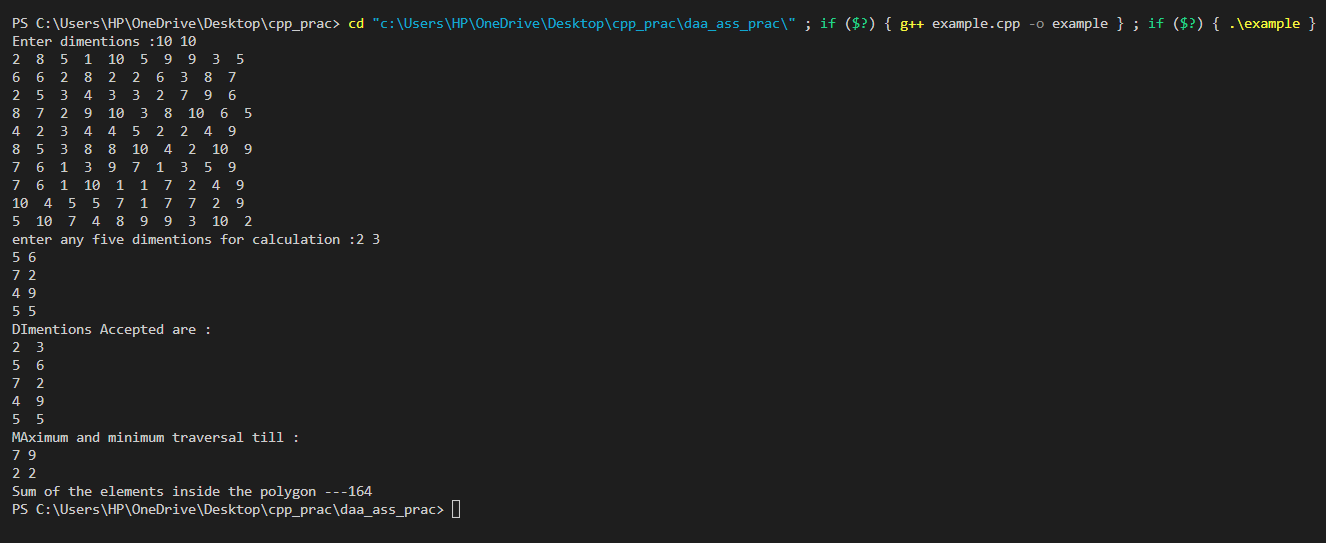 PS C:\Users\HP\OneDrive\Desktop\cpp_prac> cd "c:\Users\HP\OneDrive\Desktop\cpp_prac\daa_ass_prac\" ; if ($?) { g++ example.cpp -o example } ; if ($?) { .\example }
Enter dimentions :10 10
2 8 5 1 10 5 9 9 3 5
6 6 2 8 2 2 6 3 8 7
2 5 3 4 3 3 2 7 9 6
8 7 2 9 10 3 8 10 6 5
4 2 3 4 4 5 2 2 4 9
8 5 3 8 8 10 4 2 10 9
7 6 1 3 9 7 1 3 5 9
7 6 1 10 1 1 7 2 4 9
10 4 5 5 7 1 7 7 2 9
5 10 7 4 8 9 9 3 10 2
enter any five dimentions for calculation :2 3
5 6
7 2
4 9
5 5
DImentions Accepted are :
2 3
5 6
7 2
4 9
5 5
MAximum and minimum traversal till :
7 9
2 2
Sum of the elements inside the polygon ---164
PS C:\Users\HP\OneDrive\Desktop\cpp_prac\daa_ass_prac>